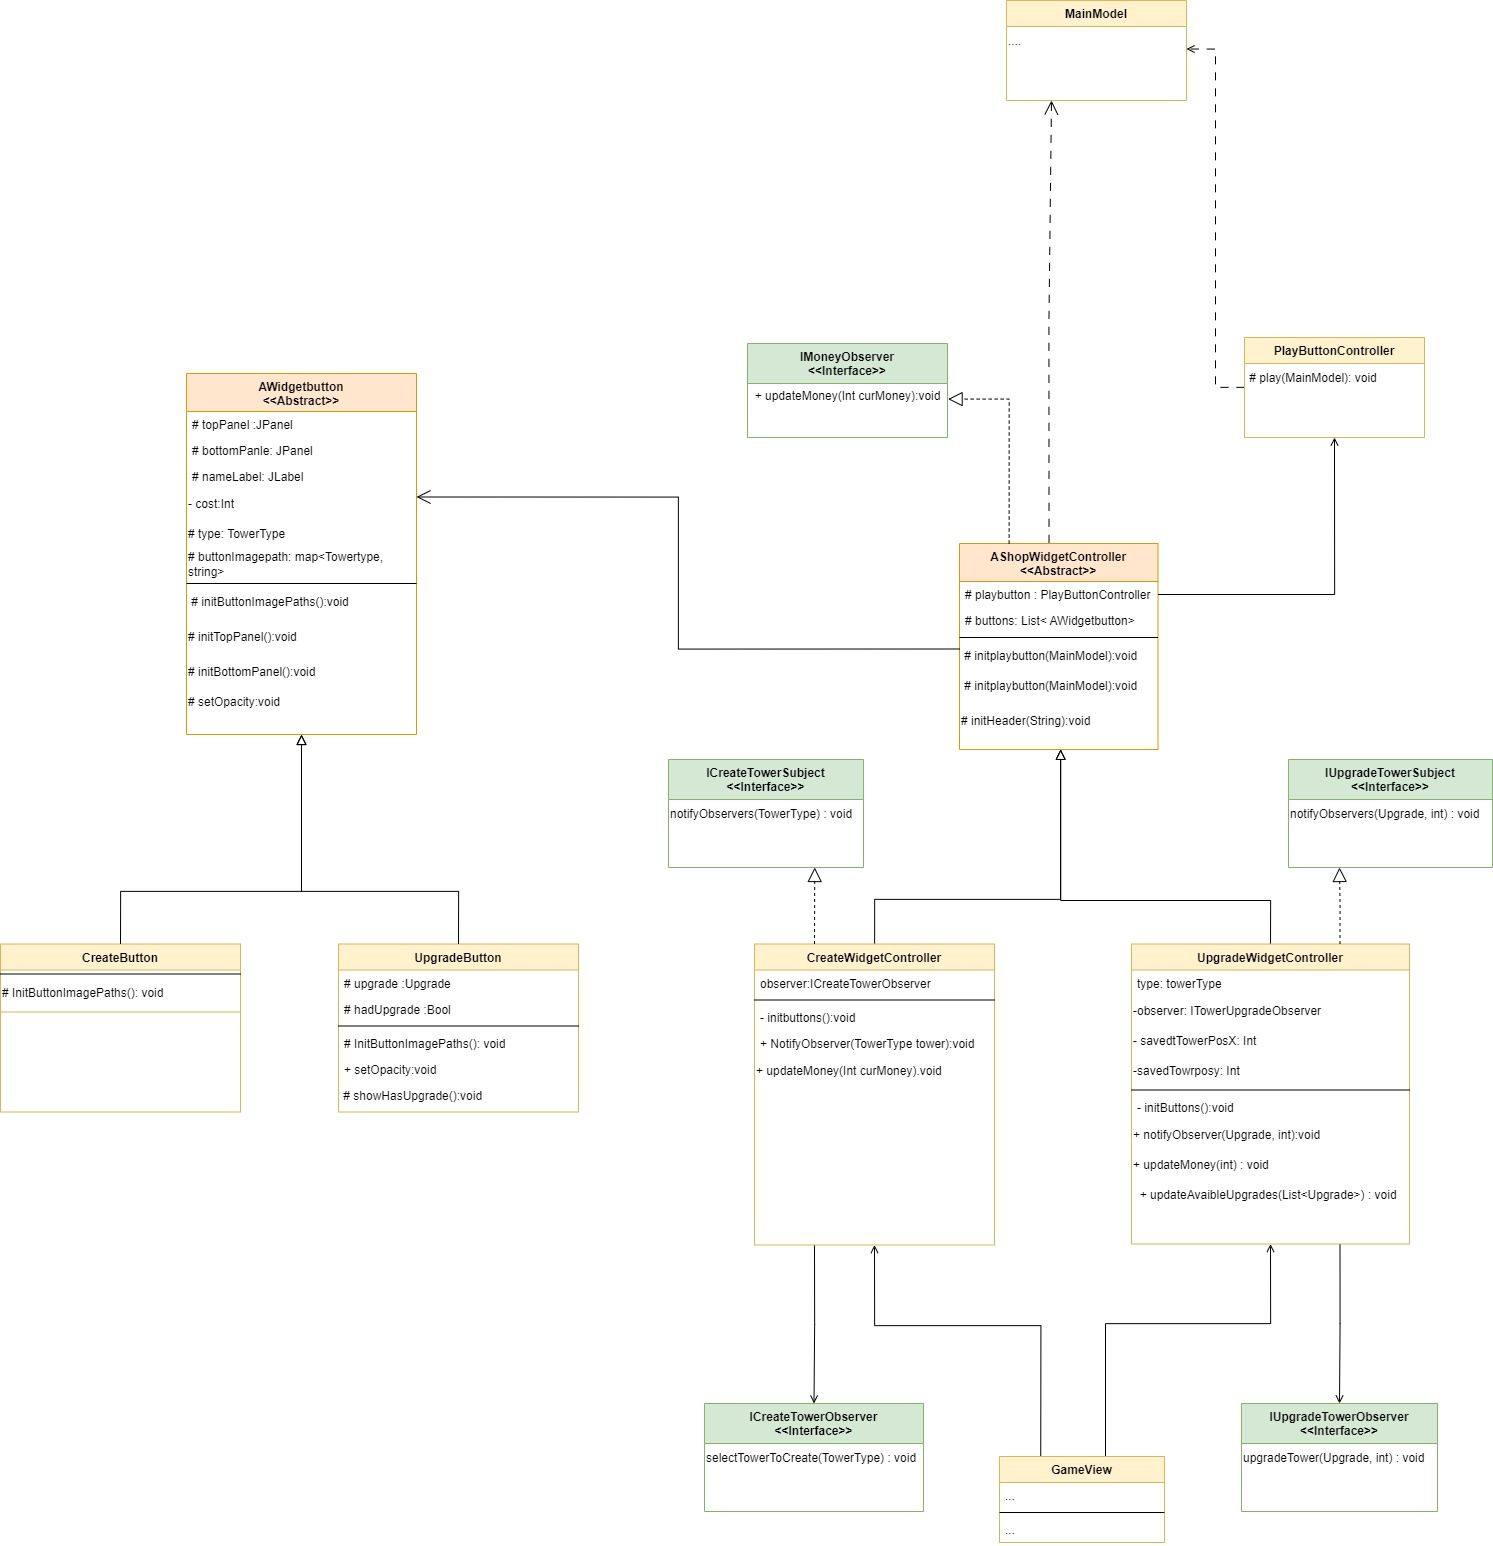 MainModel
....
IMoneyObserver
<<Interface>>
+ updateMoney(Int curMoney):void
PlayButtonController
# play(MainModel): void
AWidgetbutton
<<Abstract>>
# topPanel :JPanel
# bottomPanle: JPanel
# nameLabel: JLabel
- cost:Int
# type: TowerType
# buttonImagepath: map<Towertype,
string>
# initButtonImagePaths():void
# initTopPanel():void
# initBottomPanel():void
# setOpacity:void
AShopWidgetController
<<Abstract>>
# playbutton : PlayButtonController
# buttons: List< AWidgetbutton>
# initplaybutton(MainModel):void
# initplaybutton(MainModel):void
# initHeader(String):void
ICreateTowerSubject
<<Interface>>
notifyObservers(TowerType) : void
IUpgradeTowerSubject
<<Interface>>
notifyObservers(Upgrade, int) : void
CreateButton
# InitButtonImagePaths(): void
UpgradeButton
# upgrade :Upgrade
# hadUpgrade :Bool
# InitButtonImagePaths(): void
+ setOpacity:void
# showHasUpgrade():void
CreateWidgetController
observer:ICreateTowerObserver
- initbuttons():void
+ NotifyObserver(TowerType tower):void
+ updateMoney(Int curMoney).void
UpgradeWidgetController
type: towerType
-observer: ITowerUpgradeObserver
- savedtTowerPosX: Int
-savedTowrposy: Int
- initButtons():void
+ notifyObserver(Upgrade, int):void
+ updateMoney(int) : void
+ updateAvaibleUpgrades(List<Upgrade>) : void
ICreateTowerObserver
<<Interface>>
selectTowerToCreate(TowerType) : void
GameView
...
...
IUpgradeTowerObserver
<<Interface>>
upgradeTower(Upgrade, int) : void